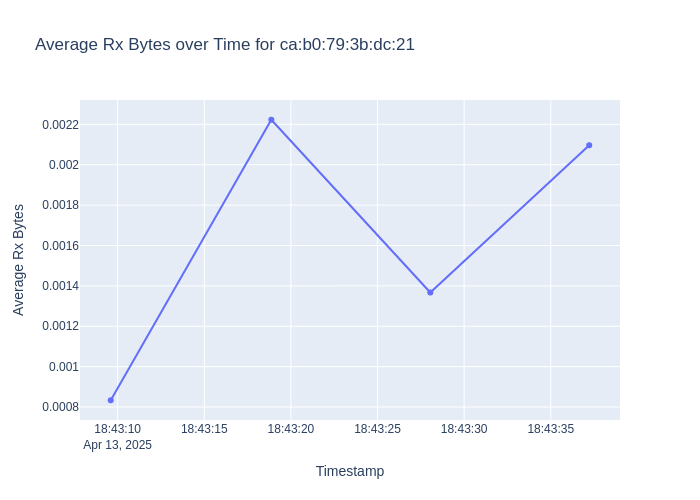 Average Rx Bytes over Time for ca:b0:79:3b:dc:21
0.0022
0.002
0.0018
0.0016
0.0014
0.0012
0.001
0.0008
Average Rx Bytes
18:43:10 18:43:15 18:43:20 18:43:25 18:43:30 18:43:35
Apr 13, 2025
Timestamp